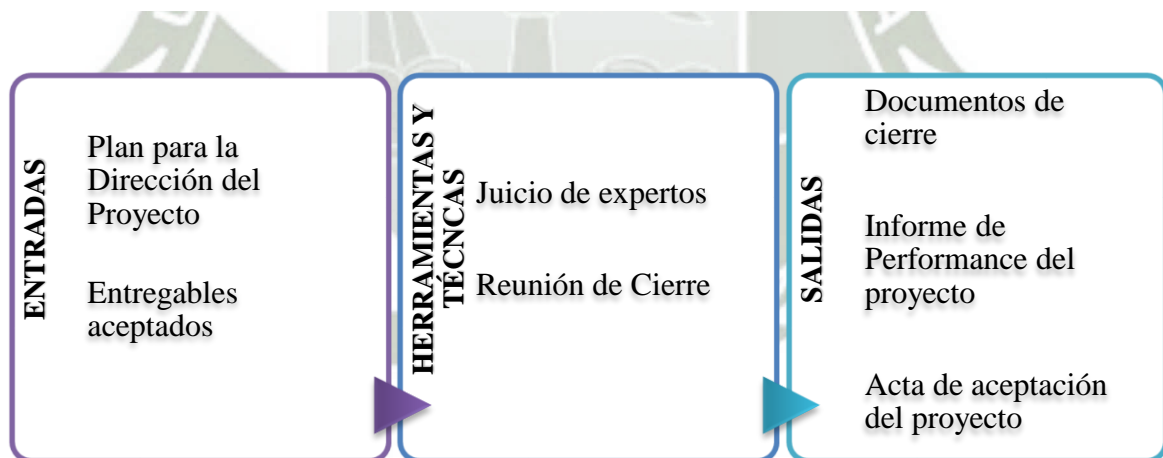 ENTRADAS
Plan para la
Dirección del
Proyecto
Entregables
aceptados
HERRAMIENTAS Y
TÉCNCAS
Juicio de expertos
Reunión de Cierre
SALIDAS
Documentos de
cierre
Informe de
Performance del
proyecto
Acta de aceptación
del proyecto